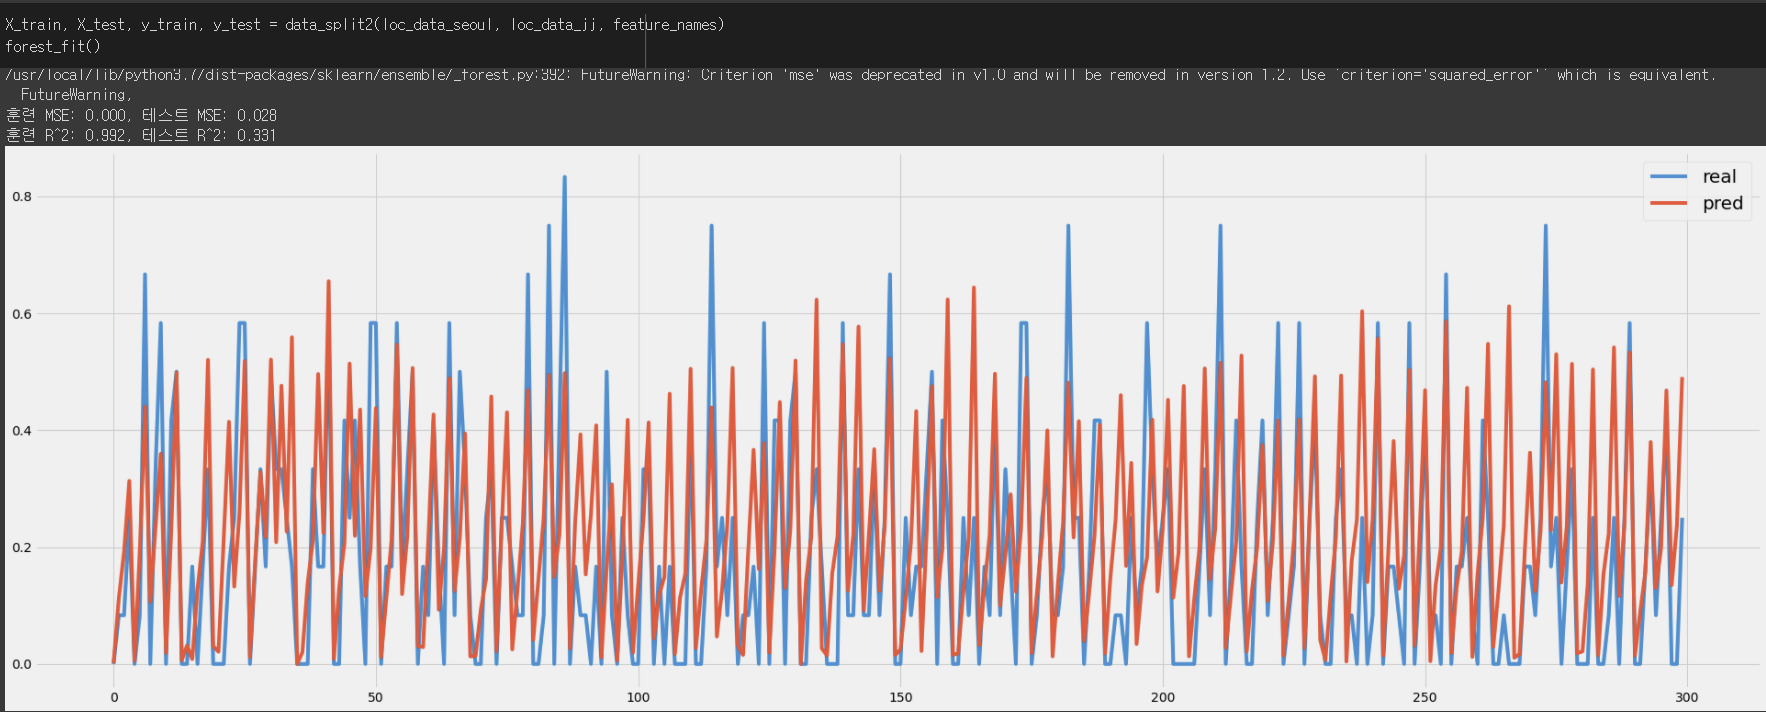 X_train, X_test, y_train, y_test = data_split2(loc_data_seoul, loc_data_jj, feature_names)
forest_fit()
/usr/local/lib/python3.7/dist-packages/sklearn/ensemble/_forest.py:392: FutureWarning: Criterion 'mse' was deprecated in v1.0 and will be removed in version 1.2. Use `criterion='squared_error'` which is equivalent.
FutureWarning,
훈련 MSE: 0.000, 테스트 MSE: 0.028
훈련 R^2: 0.992, 테스트 R^2: 0.331
real
pred
0.8
0.6
0.4
0.2
0.0
0 50 100 150 200 250 300